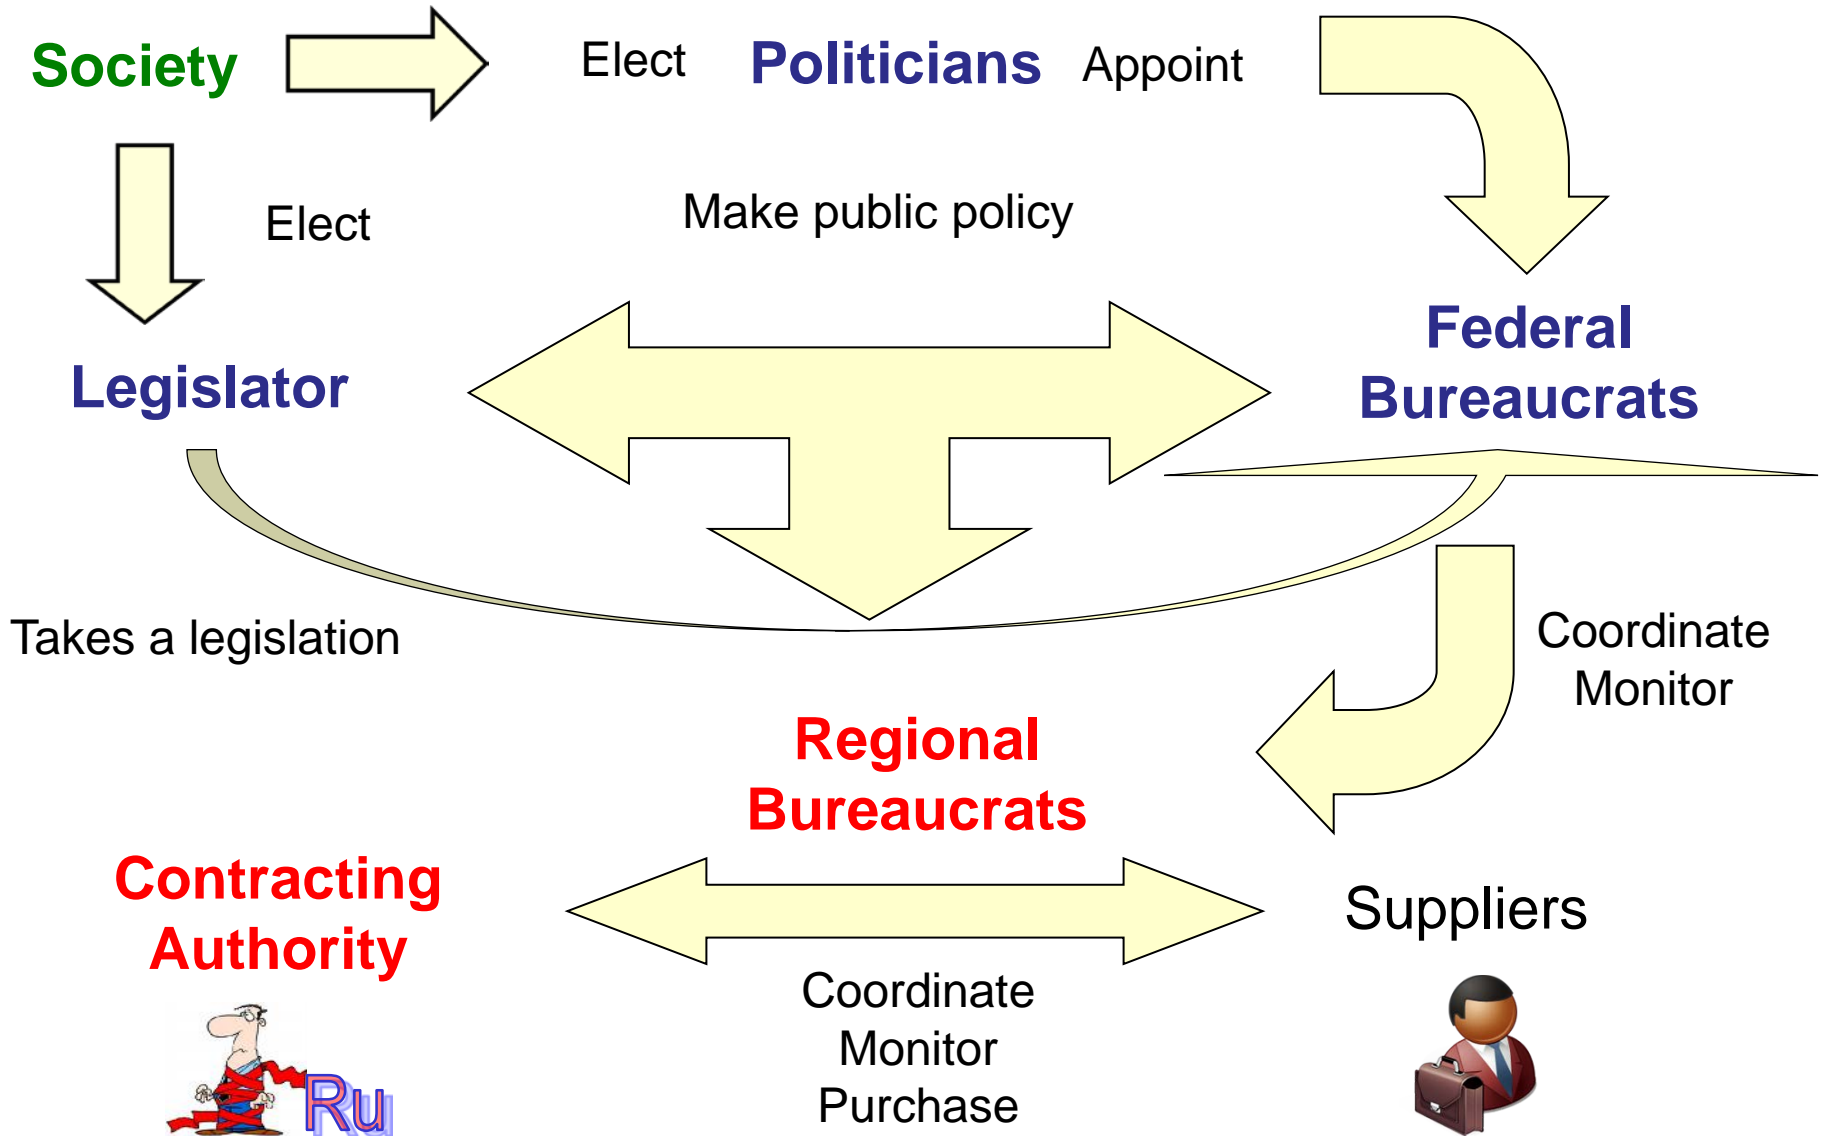 Society
Elect
Politicians
Appoint
Elect
Make public policy
Legislator
Federal
Bureaucrats
Takes a legislation
Coordinate
Monitor
Regional
Bureaucrats
Contracting
Authority
Suppliers
Coordinate
Monitor
Purchase
Ru